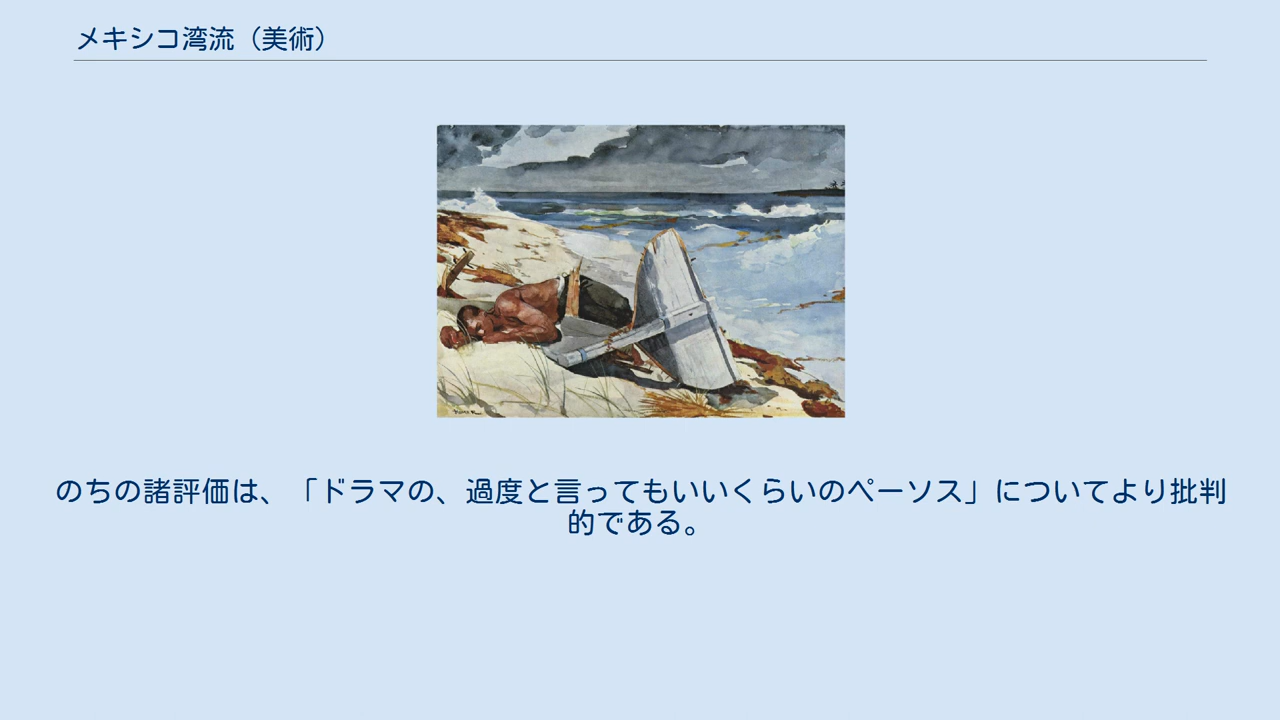 メキシコ湾流（美術）
のちの諸評価は、「ドラマの、過度と言ってもいいくらいのペーソス」についてより批判
的である。